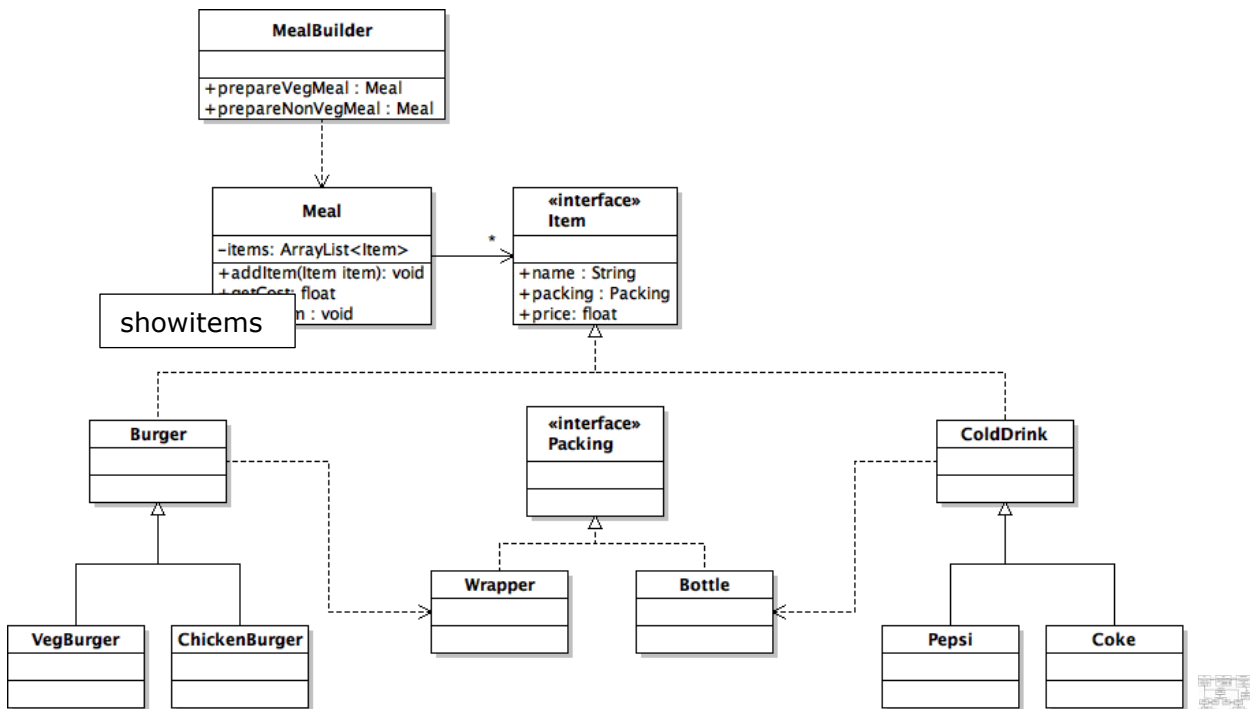 MealBuilder
+prepareVegMeal : Meal
+prepareNonVegMeal : Meal
Meal
-items: ArrayList<Item>
+addItem(Item item): void
+getCost: float
: void
showitems
*
«interface»
Item
+name : String
+packing : Packing
+price: float
Burger
«interface»
Packing
ColdDrink
Wrapper
Bottle
VegBurger
ChickenBurger
Pepsi
Coke